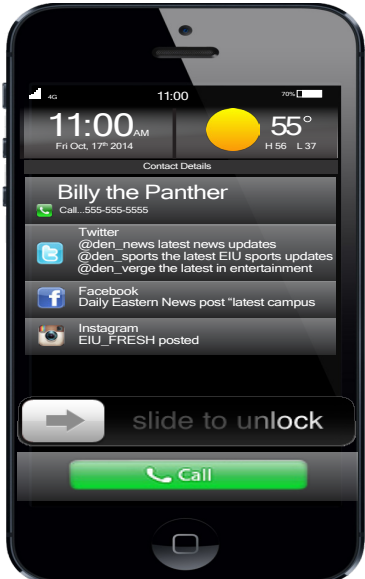 4G
11:00
70%
11:00AM
Fri Oct, 17th 2014
55°
H 56 L 37
Contact Details
Billy the Panther
Call...555-555-5555
Twitter
@den_news latest news updates
@den_sports the latest EIU sports updates
@den_verge the latest in entertainment
Facebook
Daily Eastern News post “latest campus
Instagram
EIU_FRESH posted
slide to unlock
Call